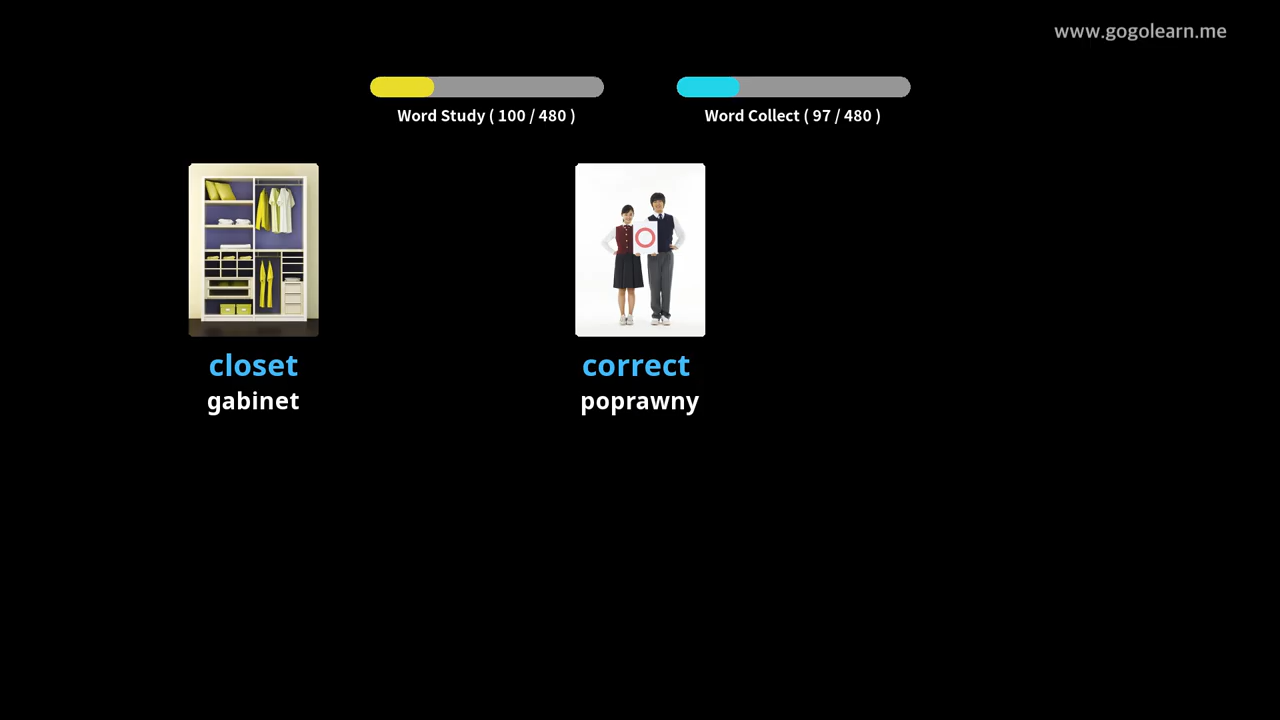 www.gogolearn.me
Word Study ( 100 / 480 )
Word Collect ( 97 / 480 )
closet
gabinet
correct
poprawny